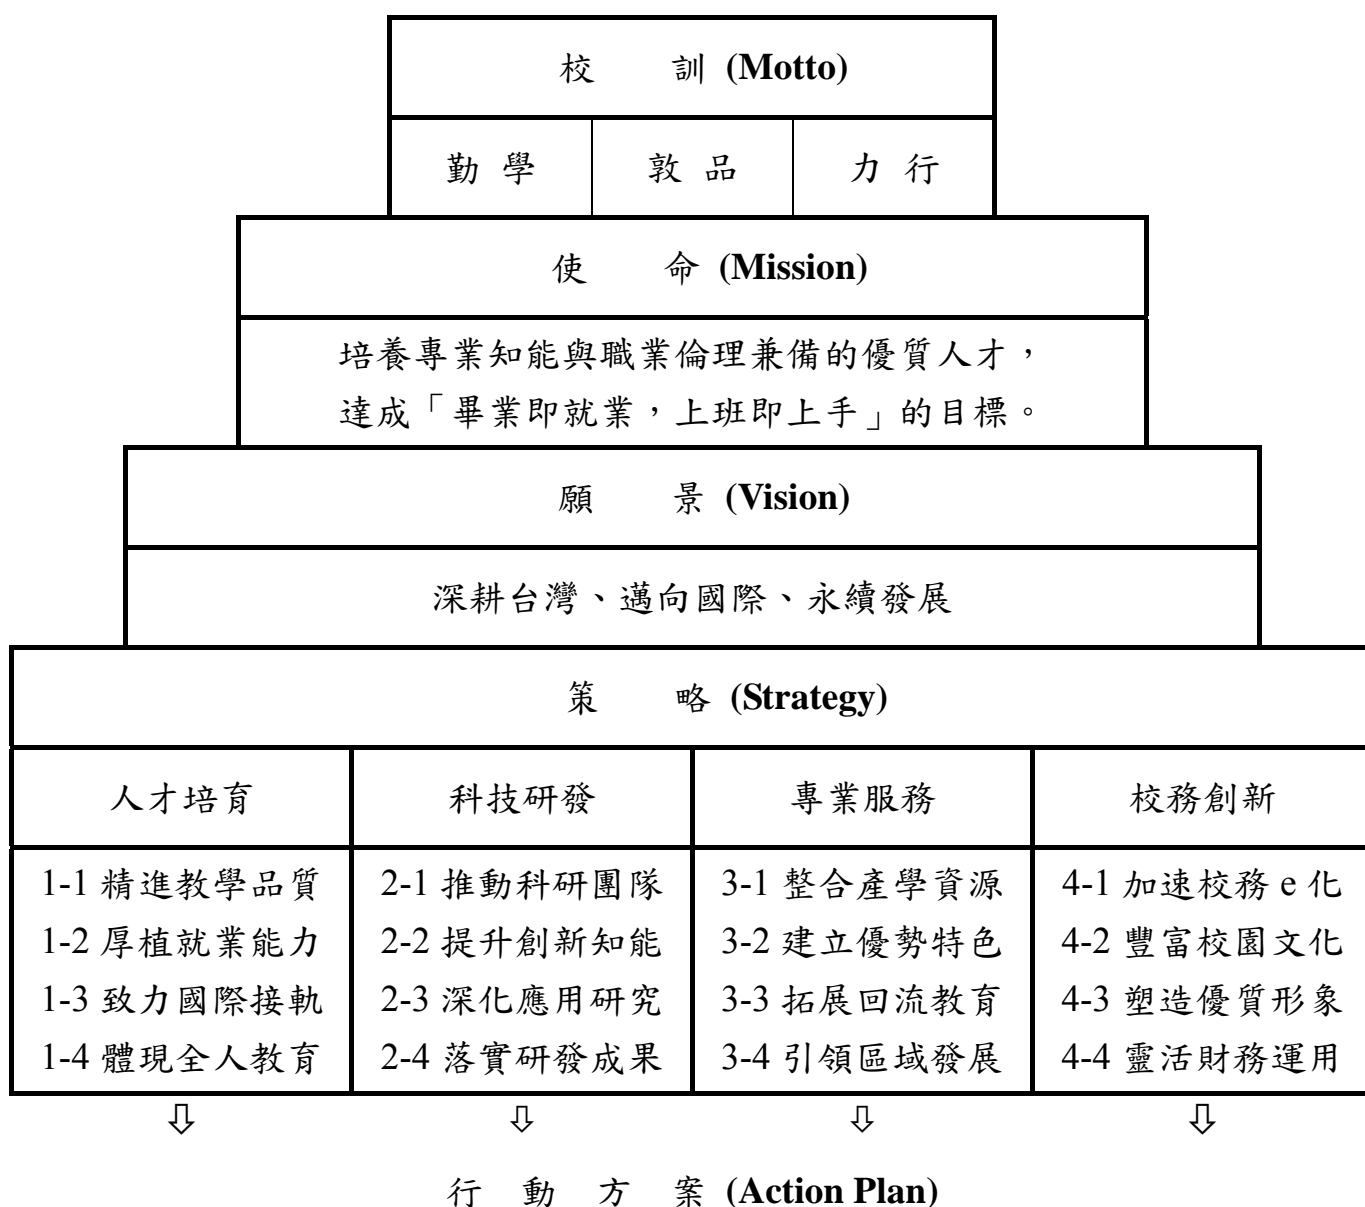 校 訓 (Motto)
勤學 敦品 力行
使 命 (Mission)
培養專業知能與職業倫理兼備的優質人才，
達成「畢業即就業，上班即上手」的目標。
願 景 (Vision)
深耕台灣、邁向國際、永續發展
策 略 (Strategy)
人才培育 科技研發 專業服務 校務創新
1-1 精進教學品質 2-1 推動科研團隊 3-1 整合產學資源 4-1 加速校務 e 化
1-2 厚植就業能力 2-2 提升創新知能 3-2 建立優勢特色 4-2 豐富校園文化
1-3 致力國際接軌 2-3 深化應用研究 3-3 拓展回流教育 4-3 塑造優質形象
1-4 體現全人教育 2-4 落實研發成果 3-4 引領區域發展 4-4 靈活財務運用
⇩ ⇩ ⇩ ⇩
行 動 方 案 (Action Plan)